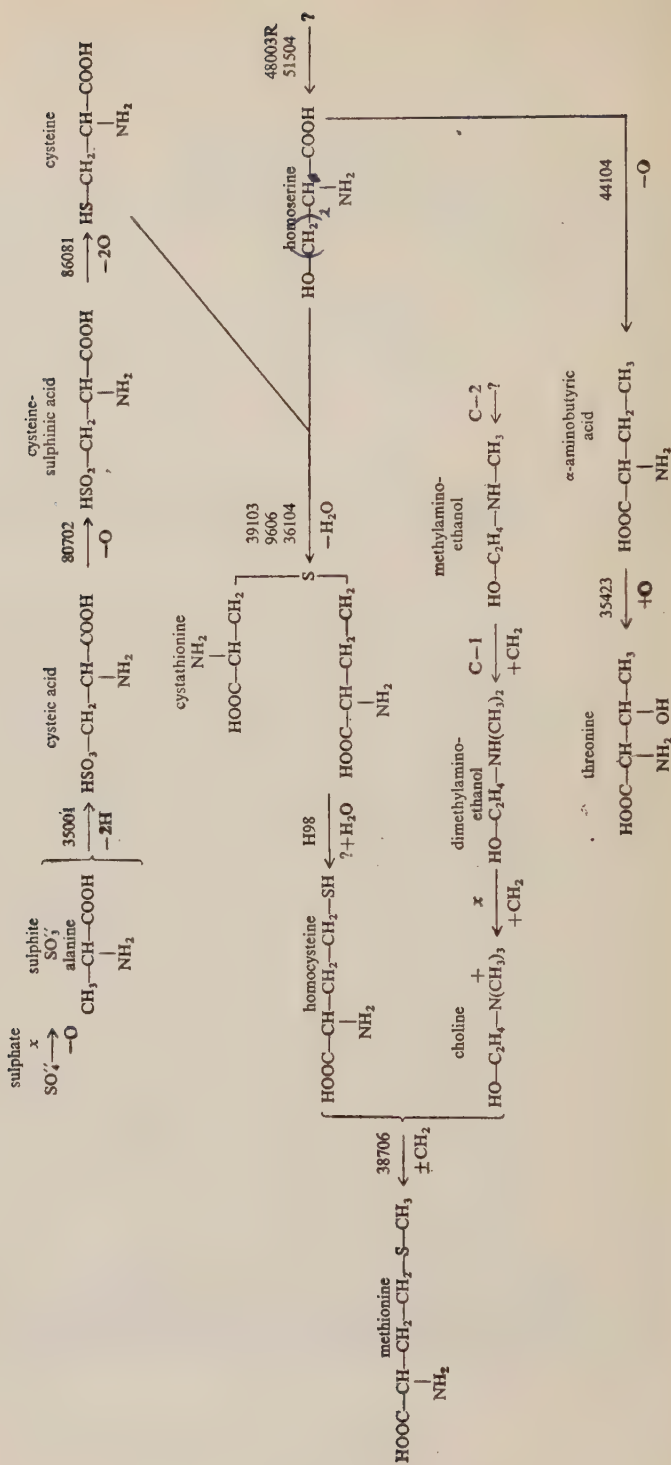 sulphate
x
SO₄″ ⟶
−O
sulphite
SO₃″
alanine
CH₃—CH—COOH
|
NH₂
35001
⟶
−2H
cysteic acid
HSO₃—CH₂—CH—COOH
|
NH₂
80702
⟶
−O
cysteine-
sulphinic acid
HSO₂—CH₂—CH—COOH
|
NH₂
86081
⟶
−2O
cysteine
HS—CH₂—CH—COOH
|
NH₂
cystathionine
NH₂
|
HOOC—CH—CH₂
S
HOOC—CH—CH₂—CH₂
|
NH₂
39103
9606
36104
−H₂O
homoserine
HO—(CH₂)₂—CH—COOH
|
NH₂
48003R
51504
⟵ ?
H98
⟵
?+H₂O
homocysteine
HOOC—CH—CH₂—CH₂—SH
|
NH₂
choline
+
HO—C₂H₄—N(CH₃)₃
x
⟵
+CH₂
dimethylamino-
ethanol
HO—C₂H₄—NH(CH₃)₂
C−1
⟵
+CH₂
methylamino-
ethanol
HO—C₂H₄—NH—CH₃
C−2
⟵?
38706
⟵
±CH₂
methionine
HOOC—CH—CH₂—CH₂—S—CH₃
|
NH₂
threonine
HOOC—CH—CH—CH₃
| |
NH₂ OH
35423
⟵
+O
α-aminobutyric
acid
HOOC—CH—CH₂—CH₃
|
NH₂
44104
−O